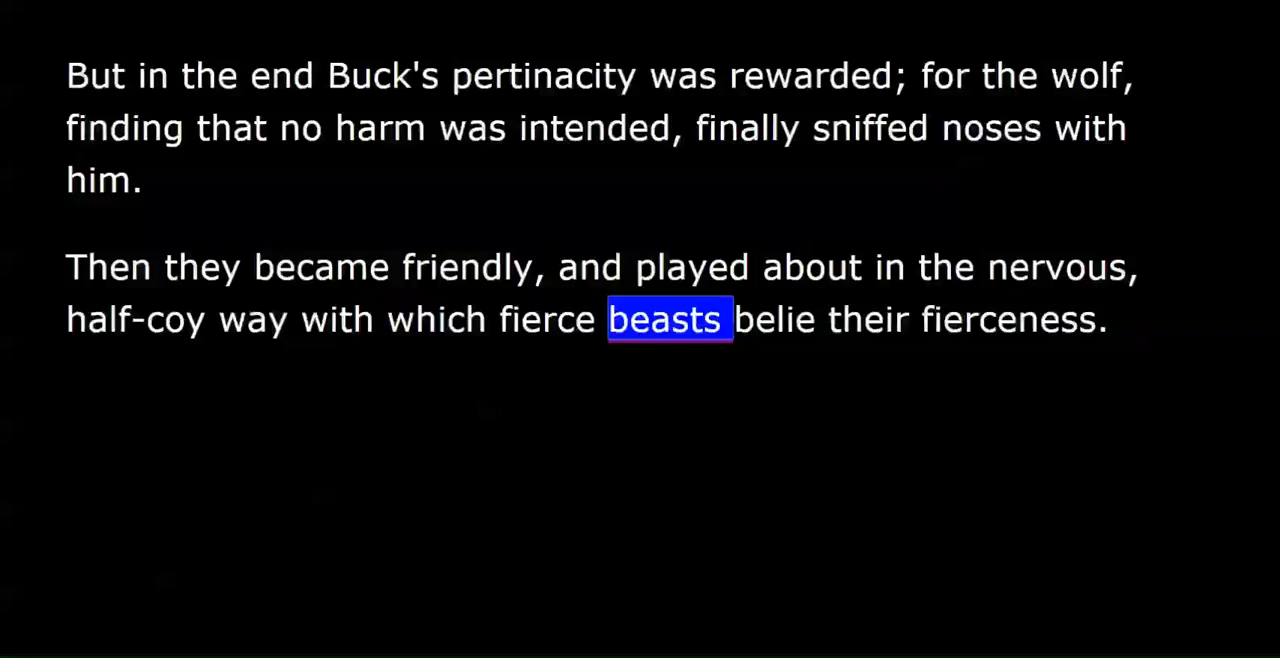 But in the end Buck's pertinacity was rewarded; for the wolf,
finding that no harm was intended, finally sniffed noses with
him.
Then they became friendly, and played about in the nervous,
half-coy way with which fierce beasts belie their fierceness.